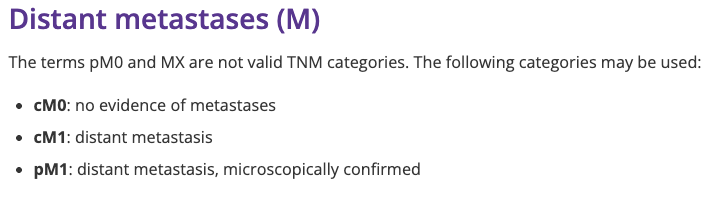 Distant metastases (M)
The terms pM0 and MX are not valid TNM categories. The following categories may be used:
• cM0: no evidence of metastases
• cM1: distant metastasis
• pM1: distant metastasis, microscopically confirmed